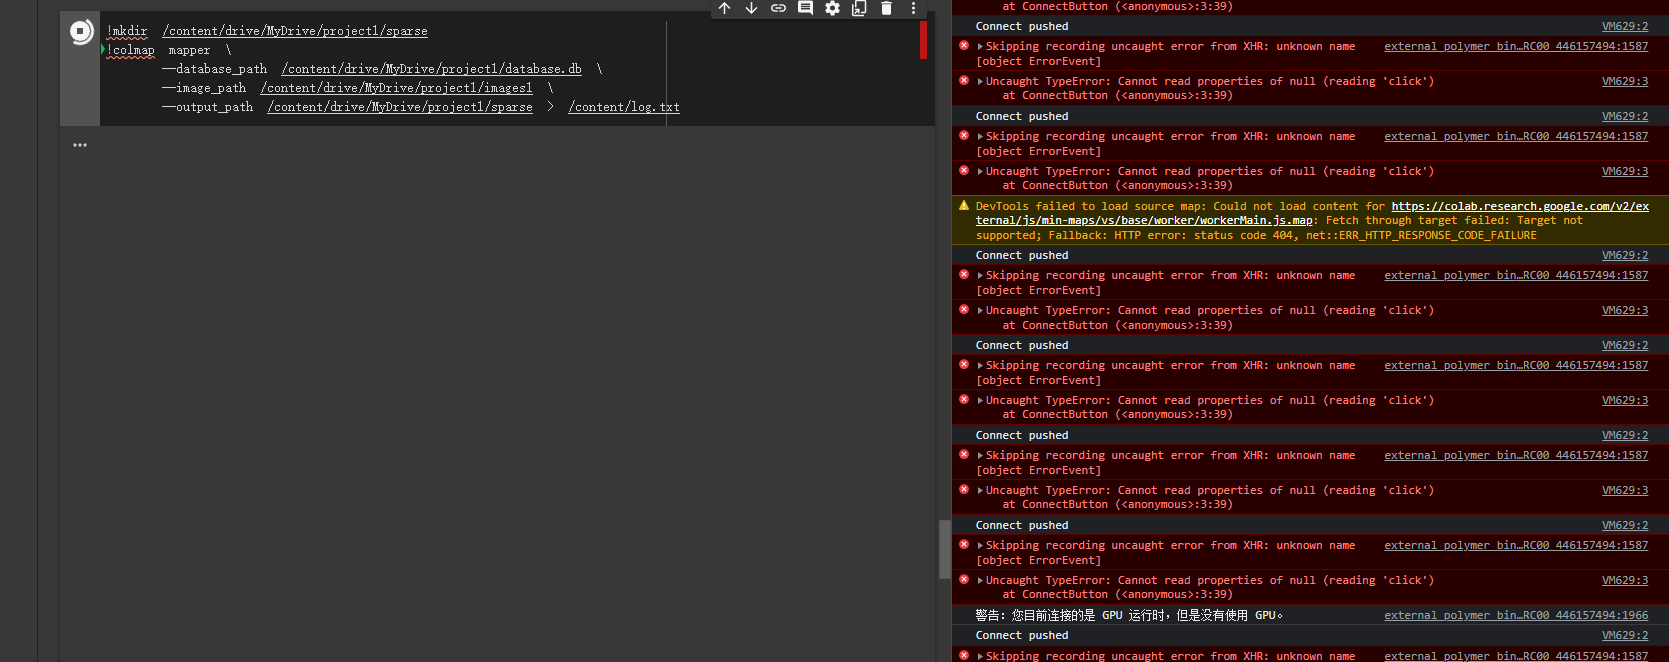 !mkdir /content/drive/MyDrive/project1/sparse
!colmap mapper \
--database_path /content/drive/MyDrive/project1/database.db \
--image_path /content/drive/MyDrive/project1/images1 \
--output_path /content/drive/MyDrive/project1/sparse > /content/log.txt
at ConnectButton (<anonymous>:3:39)
Connect pushed VM629:2
Skipping recording uncaught error from XHR: unknown name external_polymer_bin…RC00_446157494:1587
[object ErrorEvent]
Uncaught TypeError: Cannot read properties of null (reading 'click') VM629:3
at ConnectButton (<anonymous>:3:39)
Connect pushed VM629:2
Skipping recording uncaught error from XHR: unknown name external_polymer_bin…RC00_446157494:1587
[object ErrorEvent]
Uncaught TypeError: Cannot read properties of null (reading 'click') VM629:3
at ConnectButton (<anonymous>:3:39)
DevTools failed to load source map: Could not load content for https://colab.research.google.com/v2/ex
ternal/js/min-maps/vs/base/worker/workerMain.js.map: Fetch through target failed: Target not
supported; Fallback: HTTP error: status code 404, net::ERR_HTTP_RESPONSE_CODE_FAILURE
Connect pushed VM629:2
Skipping recording uncaught error from XHR: unknown name external_polymer_bin…RC00_446157494:1587
[object ErrorEvent]
Uncaught TypeError: Cannot read properties of null (reading 'click') VM629:3
at ConnectButton (<anonymous>:3:39)
Connect pushed VM629:2
Skipping recording uncaught error from XHR: unknown name external_polymer_bin…RC00_446157494:1587
[object ErrorEvent]
Uncaught TypeError: Cannot read properties of null (reading 'click') VM629:3
at ConnectButton (<anonymous>:3:39)
Connect pushed VM629:2
Skipping recording uncaught error from XHR: unknown name external_polymer_bin…RC00_446157494:1587
[object ErrorEvent]
Uncaught TypeError: Cannot read properties of null (reading 'click') VM629:3
at ConnectButton (<anonymous>:3:39)
Connect pushed VM629:2
Skipping recording uncaught error from XHR: unknown name external_polymer_bin…RC00_446157494:1587
[object ErrorEvent]
Uncaught TypeError: Cannot read properties of null (reading 'click') VM629:3
at ConnectButton (<anonymous>:3:39)
警告: 您目前连接的是 GPU 运行时，但是没有使用 GPU。 external_polymer_bin…RC00_446157494:1966
Connect pushed VM629:2
Skipping recording uncaught error from XHR: unknown name external_polymer_bin…RC00_446157494:1587